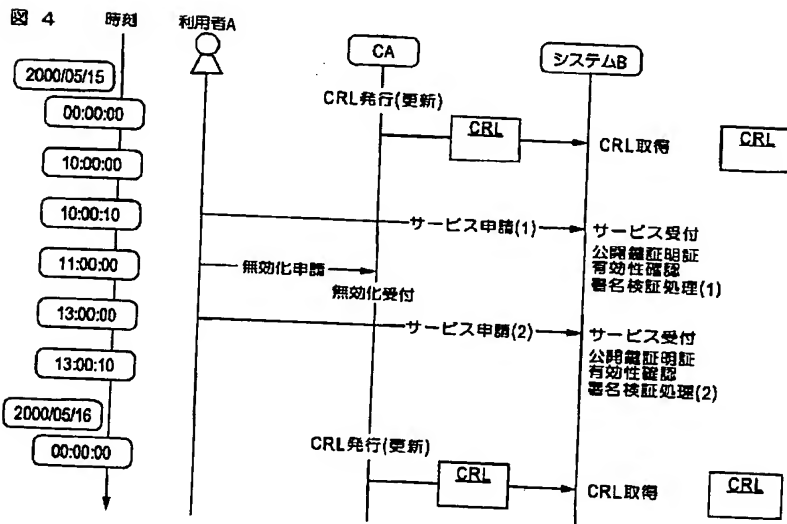 図 4
時刻
利用者A
CA
システムB
2000/05/15
CRL発行(更新)
00:00:00
CRL
CRL取得
CRL
10:00:00
10:00:10
サービス申請(1)
サービス受付
公開鍵証明証
有効性確認
署名検証処理(1)
11:00:00
無効化申請
無効化受付
13:00:00
サービス申請(2)
サービス受付
公開鍵証明証
有効性確認
署名検証処理(2)
13:00:10
2000/05/16
CRL発行(更新)
00:00:00
CRL
CRL取得
CRL